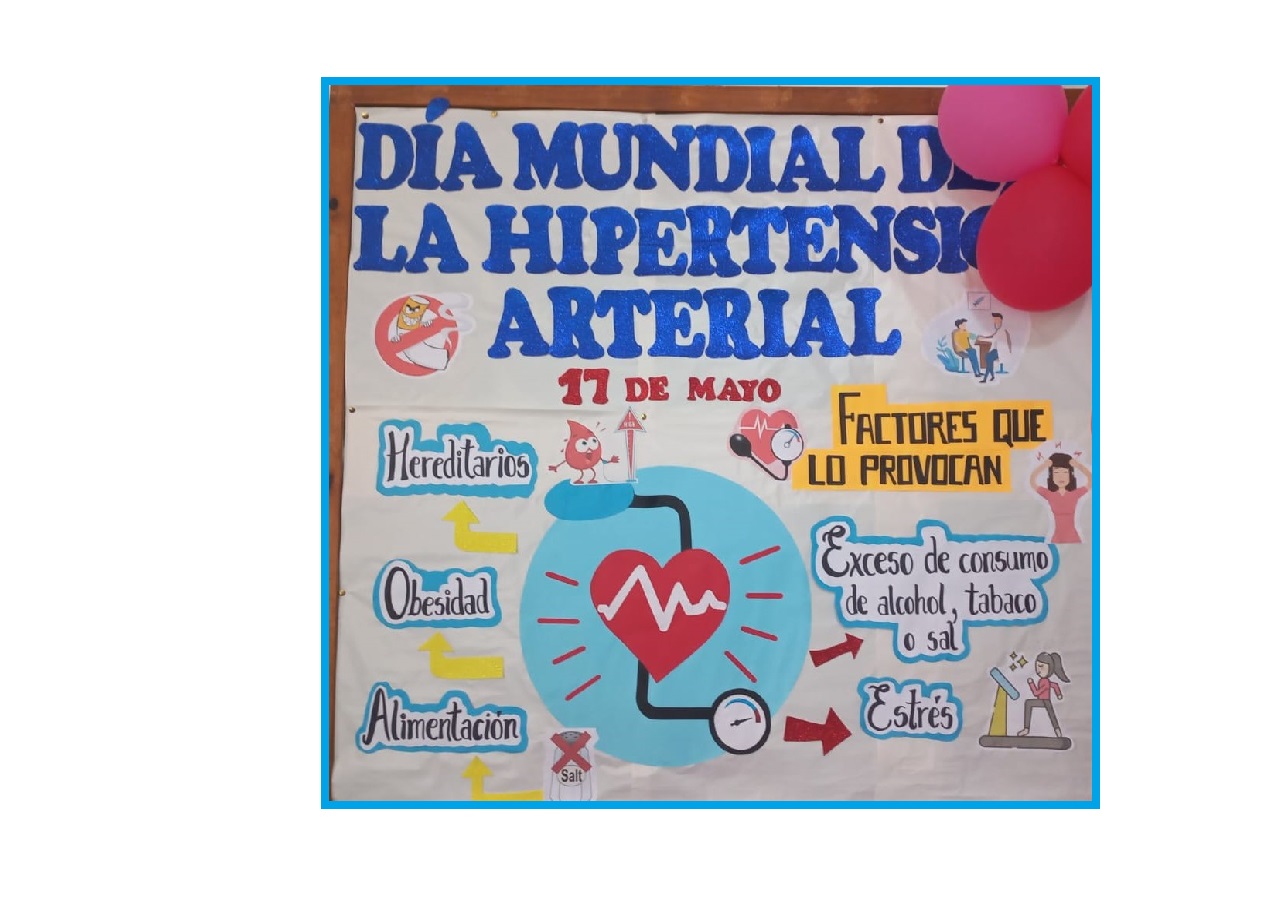 DÍA MUNDIAL DE
LA HIPERTENSIÓ
ARTERIAL
17 DE MAYO
FACTORES QUE
LO PROVOCAN
Hereditarios
Obesidad
Alimentación
Exceso de consumo
de alcohol, tabaco
o sal
Estrés
Salt